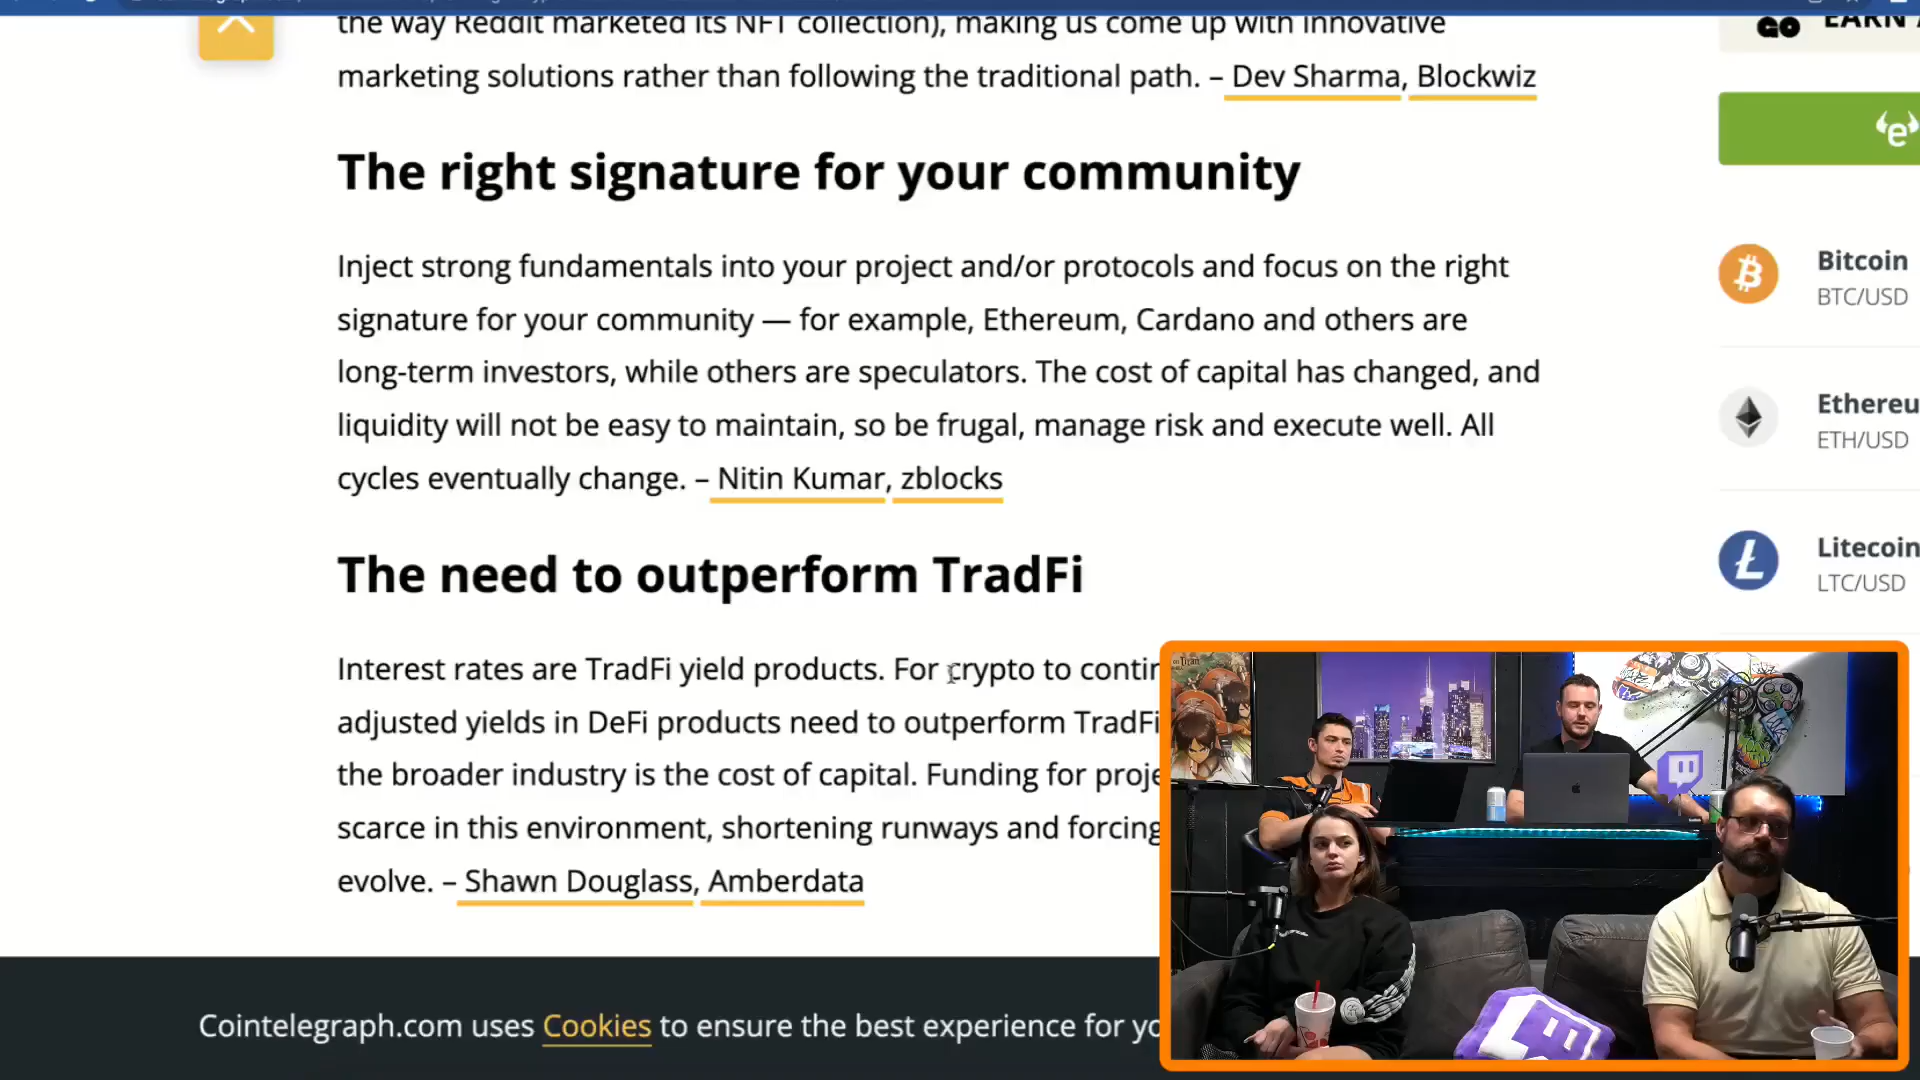 the way Reddit marketed its NFT collection), making us come up with innovative
marketing solutions rather than following the traditional path. – Dev Sharma, Blockwiz
The right signature for your community
Inject strong fundamentals into your project and/or protocols and focus on the right
signature for your community — for example, Ethereum, Cardano and others are
long-term investors, while others are speculators. The cost of capital has changed, and
liquidity will not be easy to maintain, so be frugal, manage risk and execute well. All
cycles eventually change. – Nitin Kumar, zblocks
The need to outperform TradFi
Interest rates are TradFi yield products. For crypto to contin
adjusted yields in DeFi products need to outperform TradFi
the broader industry is the cost of capital. Funding for proje
scarce in this environment, shortening runways and forcing
evolve. – Shawn Douglass, Amberdata
Cointelegraph.com uses Cookies to ensure the best experience for yo
GO EARN
e
Bitcoin
BTC/USD
Ethereu
ETH/USD
Litecoin
LTC/USD